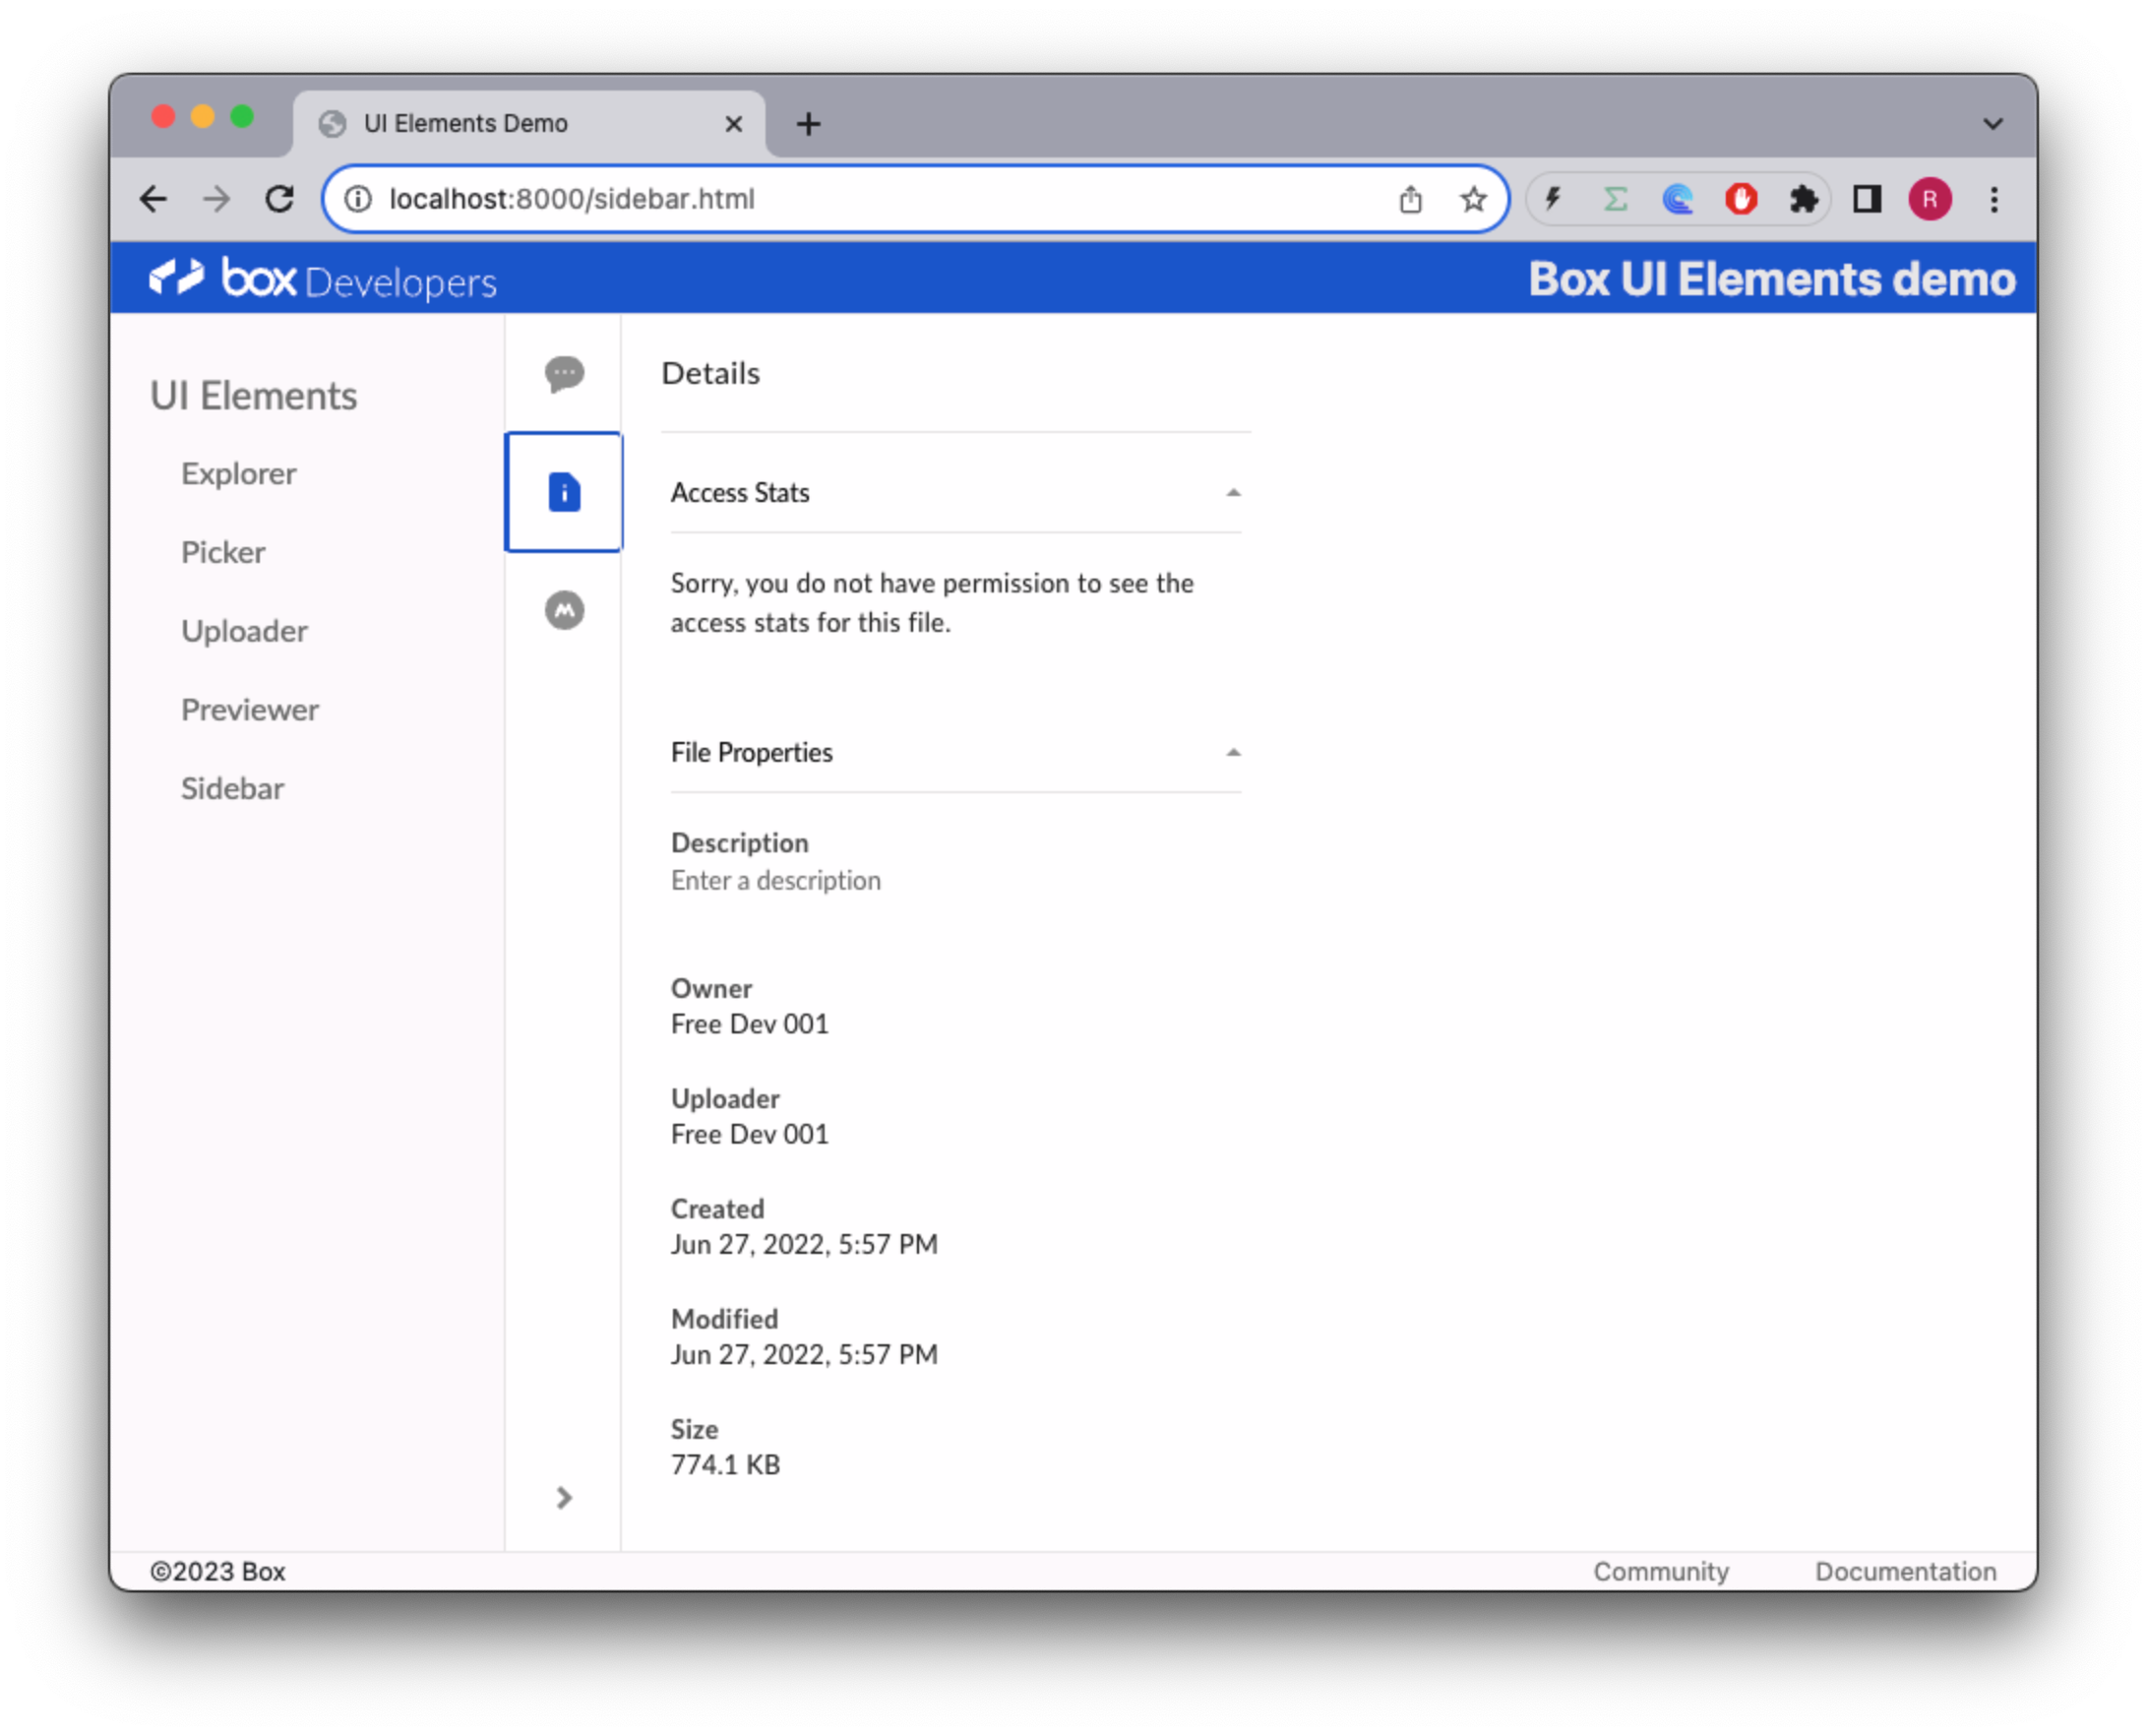 UI Elements Demo
localhost:8000/sidebar.html
R
box Developers
Box UI Elements demo
UI Elements
Explorer
Picker
Uploader
Previewer
Sidebar
Details
Access Stats
Sorry, you do not have permission to see the
access stats for this file.
File Properties
Description
Enter a description
Owner
Free Dev 001
Uploader
Free Dev 001
Created
Jun 27, 2022, 5:57 PM
Modified
Jun 27, 2022, 5:57 PM
Size
774.1 KB
©2023 Box
Community
Documentation